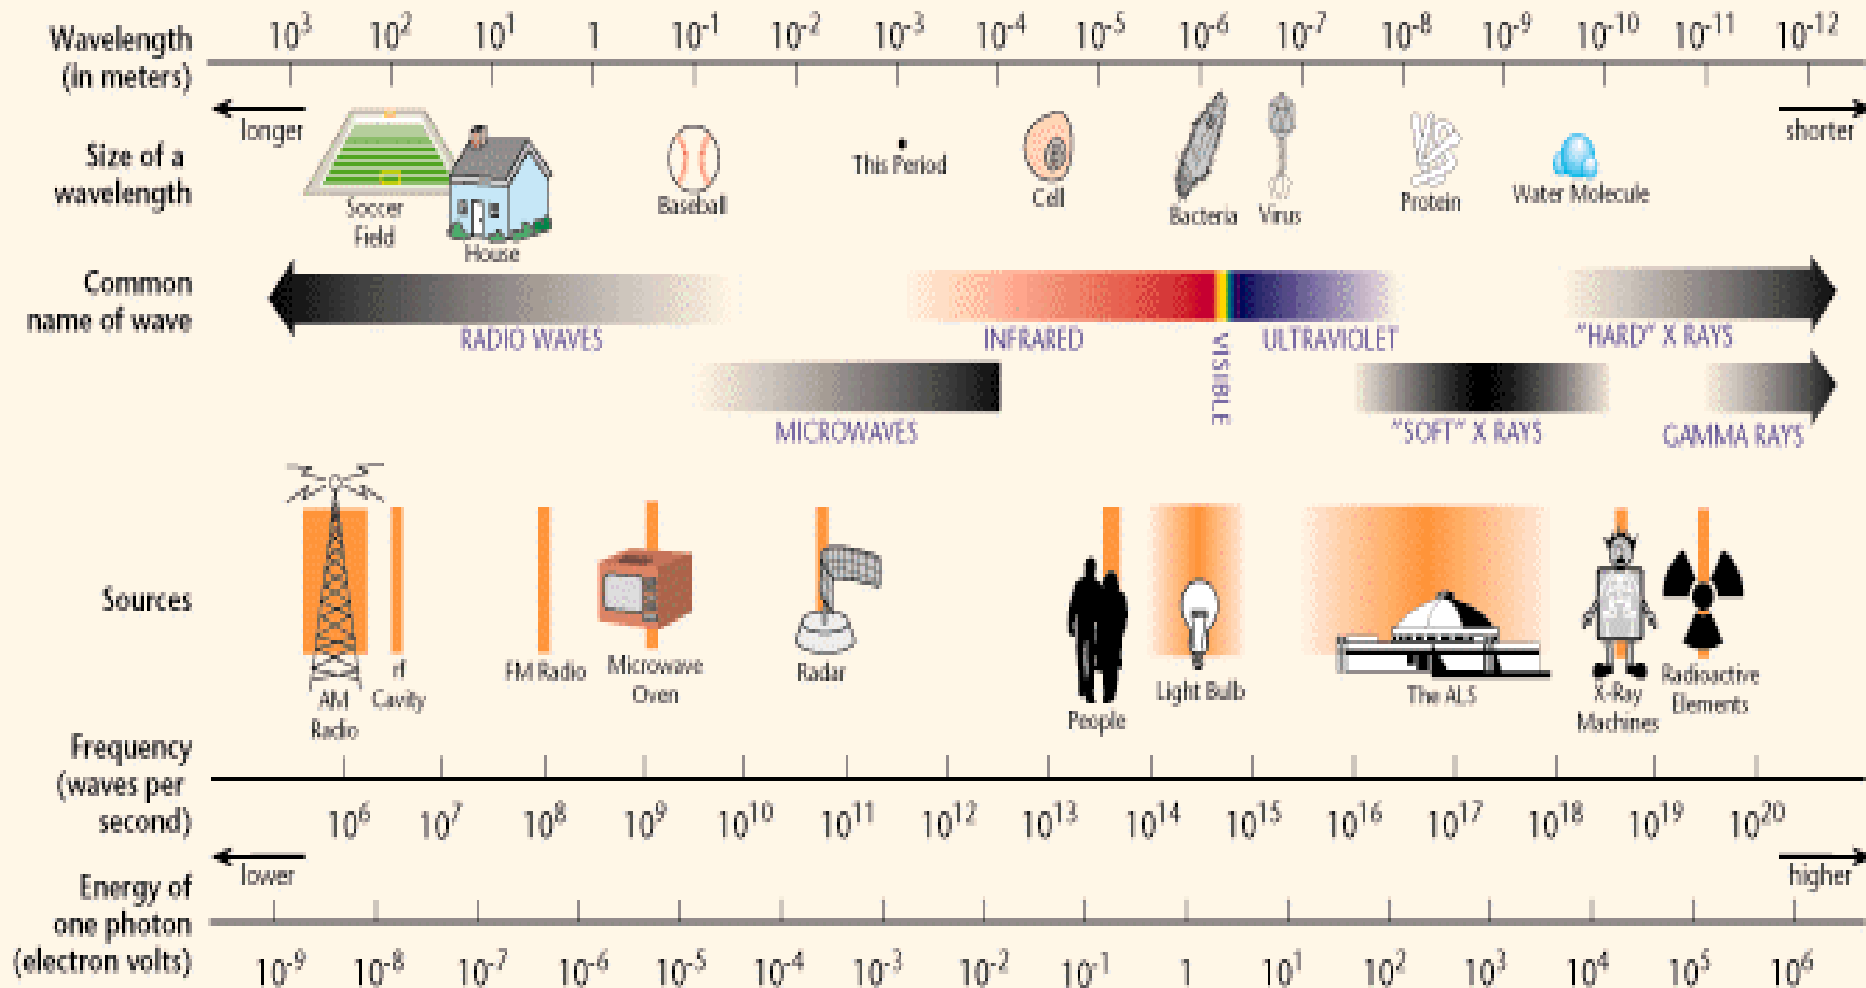 Wavelength
(in meters)
10³ 10² 10¹ 1 10⁻¹ 10⁻² 10⁻³ 10⁻⁴ 10⁻⁵ 10⁻⁶ 10⁻⁷ 10⁻⁸ 10⁻⁹ 10⁻¹⁰ 10⁻¹¹ 10⁻¹²
longer
shorter
Size of a
wavelength
Soccer
Field
House
Baseball
This Period
Cell
Bacteria
Virus
Protein
Water Molecule
Common
name of wave
RADIO WAVES
INFRARED
VISIBLE
ULTRAVIOLET
"HARD" X RAYS
MICROWAVES
"SOFT" X RAYS
GAMMA RAYS
Sources
AM
Radio
rf
Cavity
FM Radio
Microwave
Oven
Radar
People
Light Bulb
The ALS
X-Ray
Machines
Radioactive
Elements
Frequency
(waves per
second)
10⁶ 10⁷ 10⁸ 10⁹ 10¹⁰ 10¹¹ 10¹² 10¹³ 10¹⁴ 10¹⁵ 10¹⁶ 10¹⁷ 10¹⁸ 10¹⁹ 10²⁰
lower
higher
Energy of
one photon
(electron volts)
10⁻⁹ 10⁻⁸ 10⁻⁷ 10⁻⁶ 10⁻⁵ 10⁻⁴ 10⁻³ 10⁻² 10⁻¹ 1 10¹ 10² 10³ 10⁴ 10⁵ 10⁶